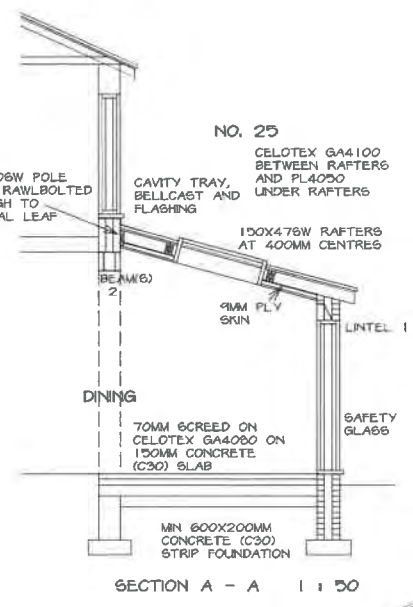 NO. 25
CELOTEX GA4100
BETWEEN RAFTERS
AND PL4050
UNDER RAFTERS
POLE
RAWLBOLTED
TO
LEAF
CAVITY TRAY,
BELLCAST AND
FLASHING
150X47SW RAFTERS
AT 400MM CENTRES
BEAM(S)
2
9MM PLY
SKIN
LINTEL 1
DINING
70MM SCREED ON
CELOTEX GA4080 ON
150MM CONCRETE
(C30) SLAB
SAFETY
GLASS
MIN 600X200MM
CONCRETE (C30)
STRIP FOUNDATION
SECTION A - A 1 : 50